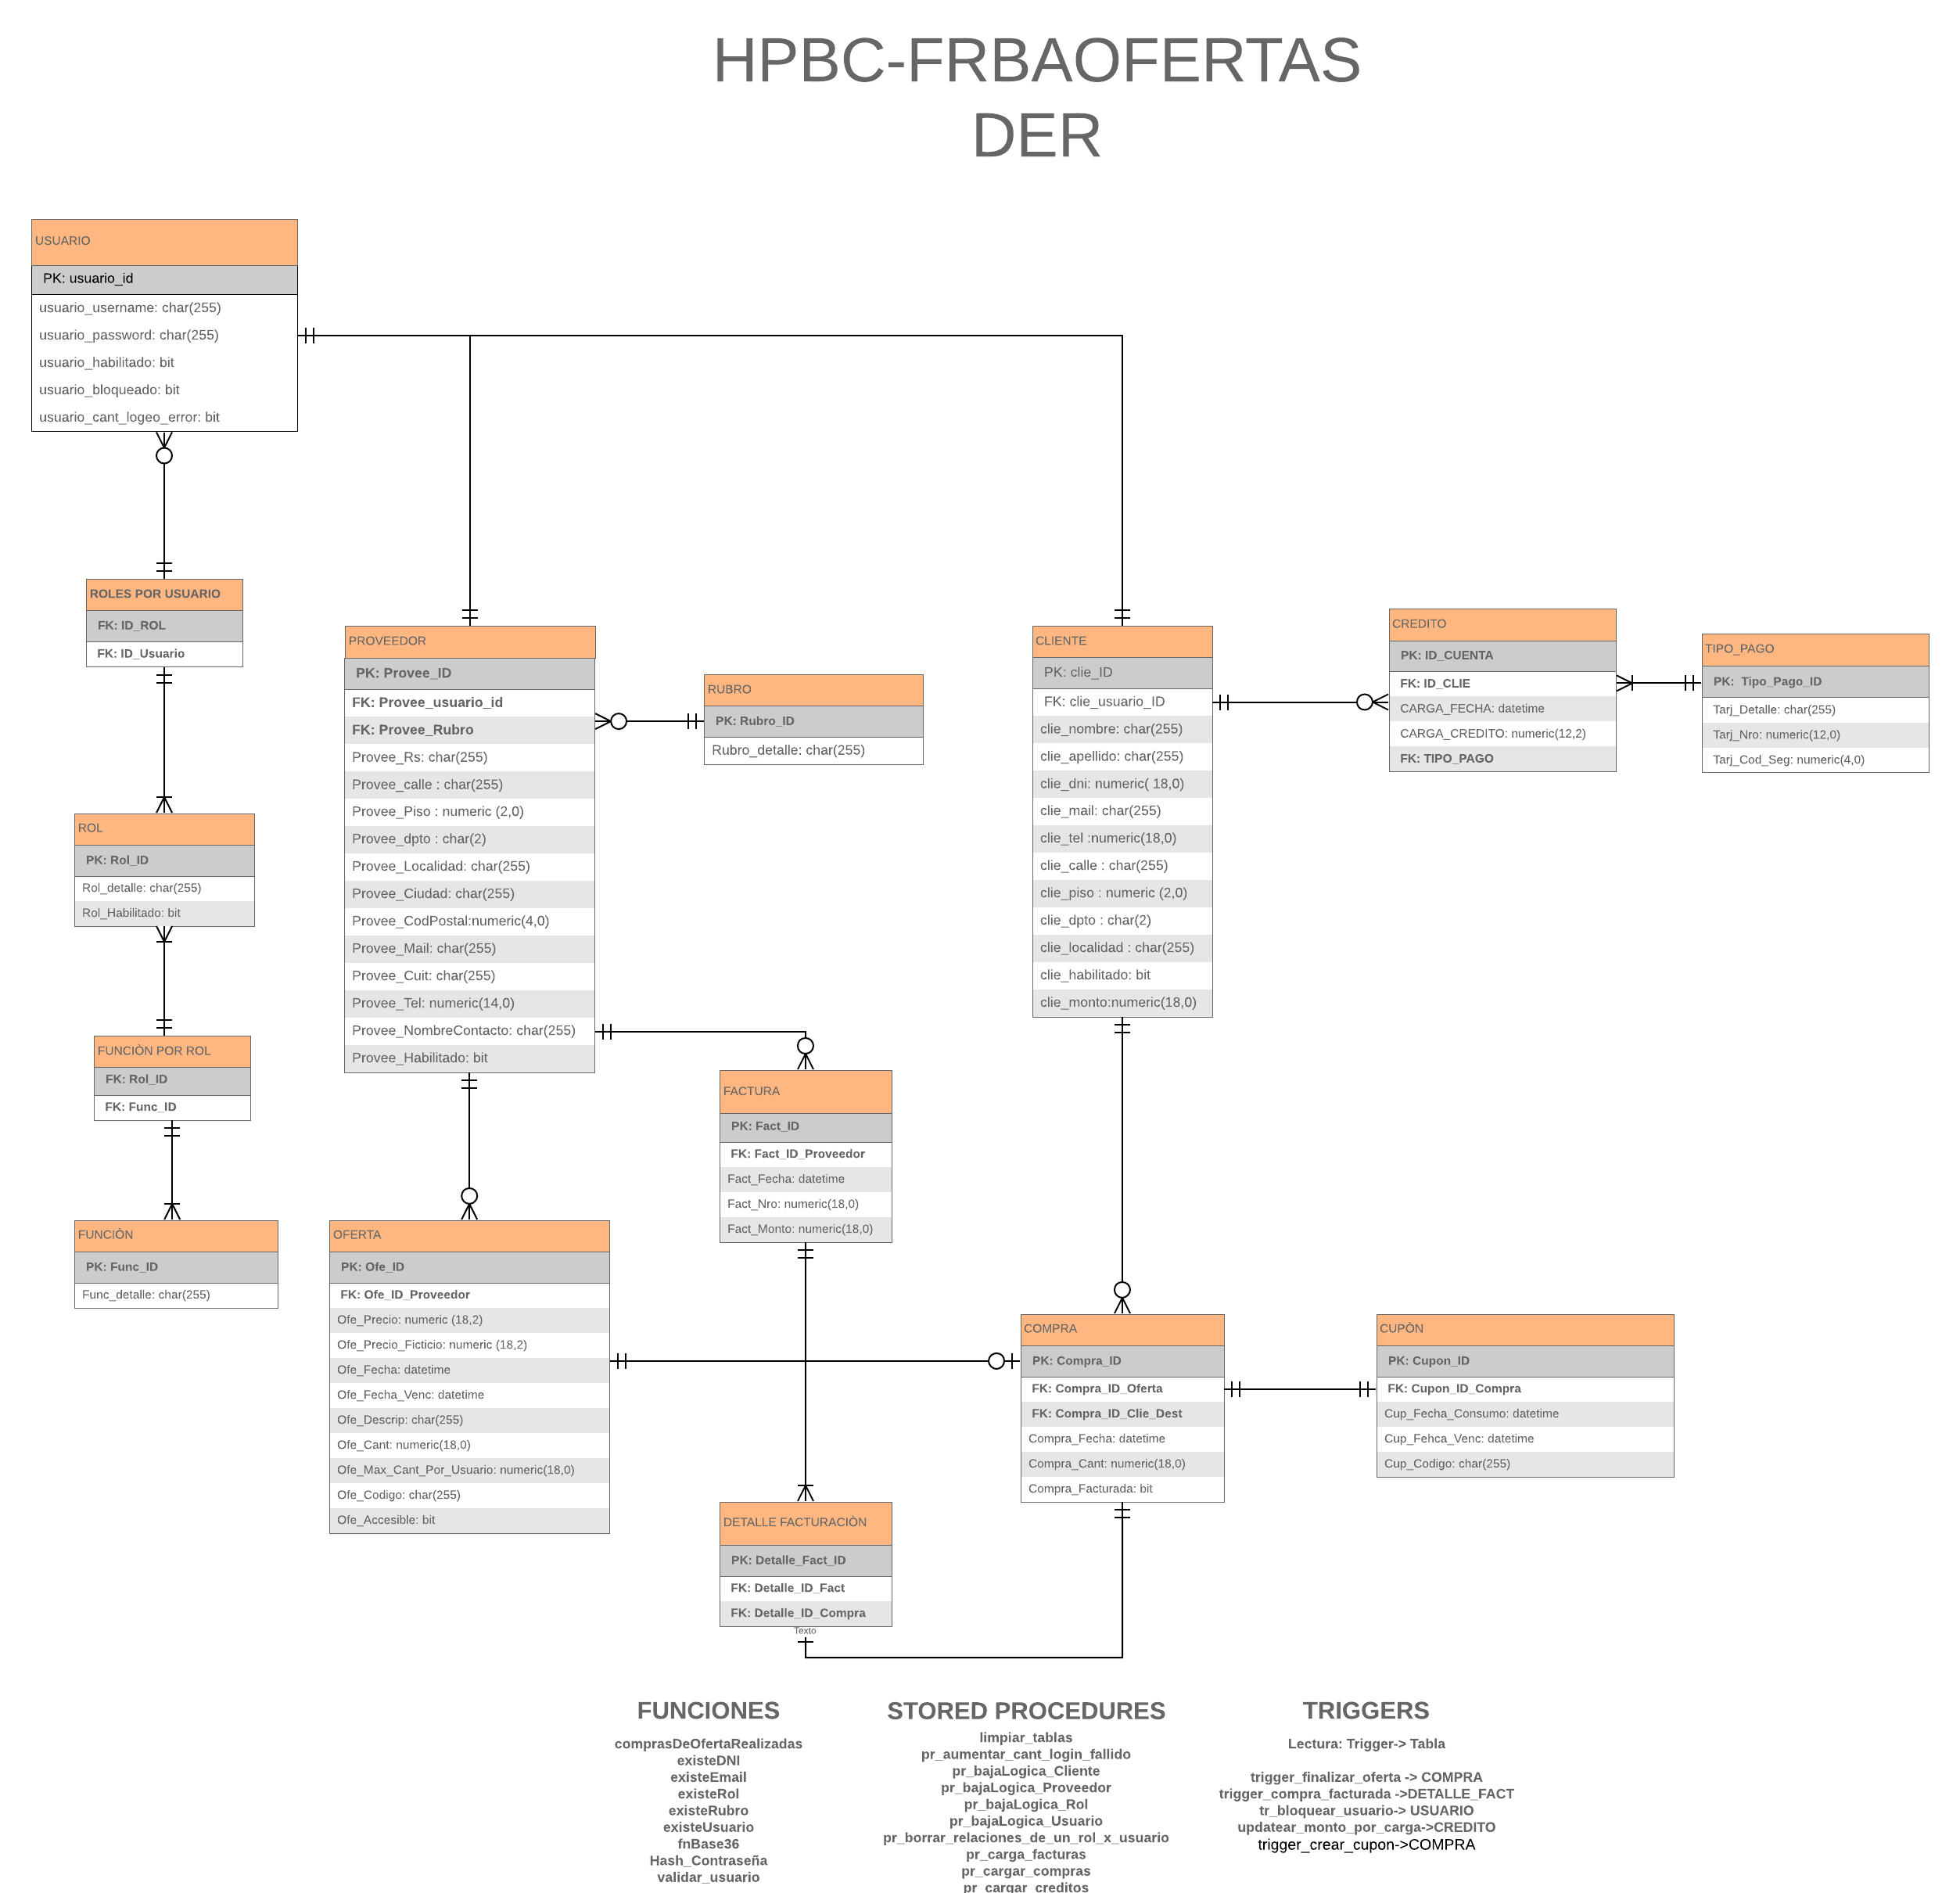 HPBC-FRBAOFERTAS
DER
USUARIO
PK: usuario_id
usuario_username: char(255)
usuario_password: char(255)
usuario_habilitado: bit
usuario_bloqueado: bit
usuario_cant_logeo_error: bit
ROLES POR USUARIO
FK: ID_ROL
FK: ID_Usuario
ROL
PK: Rol_ID
Rol_detalle: char(255)
Rol_Habilitado: bit
FUNCIÒN POR ROL
FK: Rol_ID
FK: Func_ID
FUNCIÒN
PK: Func_ID
Func_detalle: char(255)
PROVEEDOR
PK: Provee_ID
FK: Provee_usuario_id
FK: Provee_Rubro
Provee_Rs: char(255)
Provee_calle : char(255)
Provee_Piso : numeric (2,0)
Provee_dpto : char(2)
Provee_Localidad: char(255)
Provee_Ciudad: char(255)
Provee_CodPostal:numeric(4,0)
Provee_Mail: char(255)
Provee_Cuit: char(255)
Provee_Tel: numeric(14,0)
Provee_NombreContacto: char(255)
Provee_Habilitado: bit
RUBRO
PK: Rubro_ID
Rubro_detalle: char(255)
CLIENTE
PK: clie_ID
FK: clie_usuario_ID
clie_nombre: char(255)
clie_apellido: char(255)
clie_dni: numeric( 18,0)
clie_mail: char(255)
clie_tel :numeric(18,0)
clie_calle : char(255)
clie_piso : numeric (2,0)
clie_dpto : char(2)
clie_localidad : char(255)
clie_habilitado: bit
clie_monto:numeric(18,0)
CREDITO
PK: ID_CUENTA
FK: ID_CLIE
CARGA_FECHA: datetime
CARGA_CREDITO: numeric(12,2)
FK: TIPO_PAGO
TIPO_PAGO
PK: Tipo_Pago_ID
Tarj_Detalle: char(255)
Tarj_Nro: numeric(12,0)
Tarj_Cod_Seg: numeric(4,0)
FACTURA
PK: Fact_ID
FK: Fact_ID_Proveedor
Fact_Fecha: datetime
Fact_Nro: numeric(18,0)
Fact_Monto: numeric(18,0)
OFERTA
PK: Ofe_ID
FK: Ofe_ID_Proveedor
Ofe_Precio: numeric (18,2)
Ofe_Precio_Ficticio: numeric (18,2)
Ofe_Fecha: datetime
Ofe_Fecha_Venc: datetime
Ofe_Descrip: char(255)
Ofe_Cant: numeric(18,0)
Ofe_Max_Cant_Por_Usuario: numeric(18,0)
Ofe_Codigo: char(255)
Ofe_Accesible: bit
COMPRA
PK: Compra_ID
FK: Compra_ID_Oferta
FK: Compra_ID_Clie_Dest
Compra_Fecha: datetime
Compra_Cant: numeric(18,0)
Compra_Facturada: bit
CUPÒN
PK: Cupon_ID
FK: Cupon_ID_Compra
Cup_Fecha_Consumo: datetime
Cup_Fehca_Venc: datetime
Cup_Codigo: char(255)
DETALLE FACTURACIÒN
PK: Detalle_Fact_ID
FK: Detalle_ID_Fact
FK: Detalle_ID_Compra
Texto
FUNCIONES
comprasDeOfertaRealizadas
existeDNI
existeEmail
existeRol
existeRubro
existeUsuario
fnBase36
Hash_Contraseña
validar_usuario
STORED PROCEDURES
limpiar_tablas
pr_aumentar_cant_login_fallido
pr_bajaLogica_Cliente
pr_bajaLogica_Proveedor
pr_bajaLogica_Rol
pr_bajaLogica_Usuario
pr_borrar_relaciones_de_un_rol_x_usuario
pr_carga_facturas
pr_cargar_compras
pr_cargar_creditos
TRIGGERS
Lectura: Trigger-> Tabla
trigger_finalizar_oferta -> COMPRA
trigger_compra_facturada ->DETALLE_FACT
tr_bloquear_usuario-> USUARIO
updatear_monto_por_carga->CREDITO
trigger_crear_cupon->COMPRA